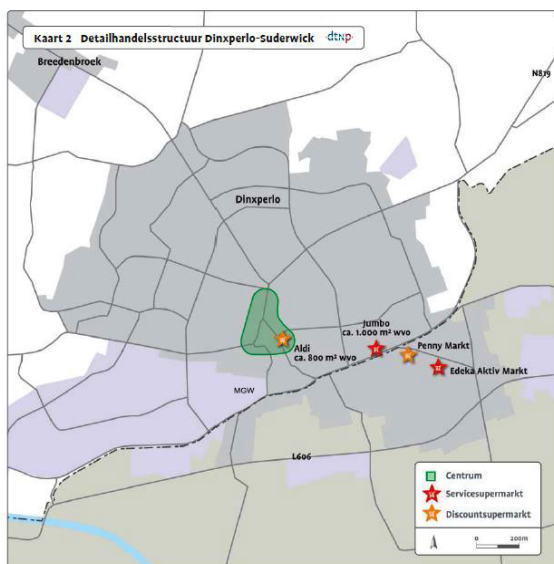 Kaart 2 Detailhandelsstructuur Dinxperlo-Suderwick dtnp
Breedenbroek
N819
Dinxperlo
Jumbo
ca. 1.000 m² wvo
Penny Markt
Aldi
ca. 800 m² wvo
Edeka Aktiv Markt
MGW
L606
Centrum
Servicesupermarkt
Discountsupermarkt
0 200m